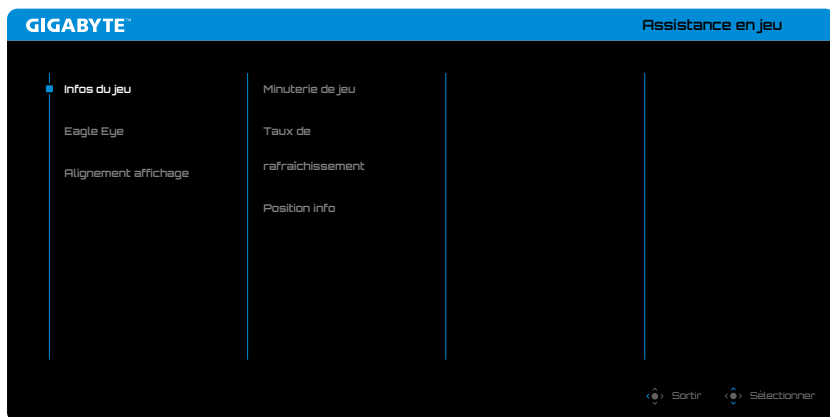 GIGABYTE™
Assistance en jeu
Infos du jeu
Eagle Eye
Alignement affichage
Minuterie de jeu
Taux de
rafraîchissement
Position info
Sortir
Sélectionner